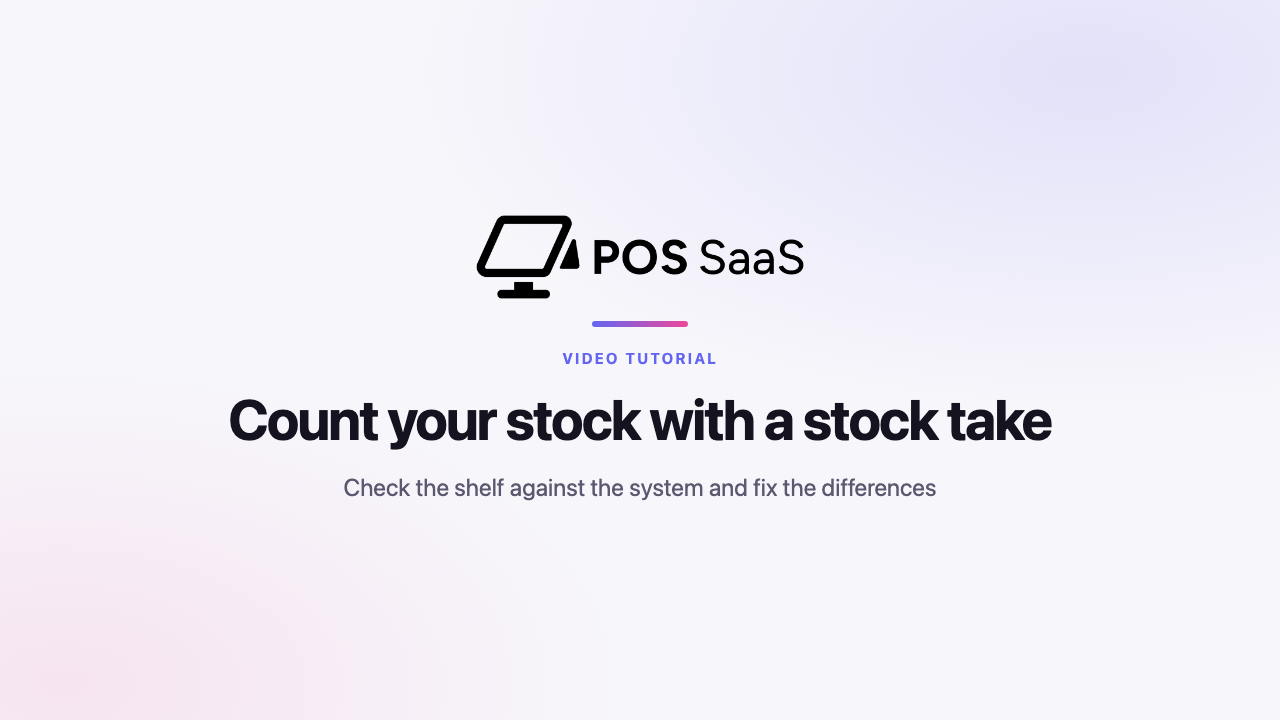 POS SaaS
VIDEO TUTORIAL
Count your stock with a stock take
Check the shelf against the system and fix the differences